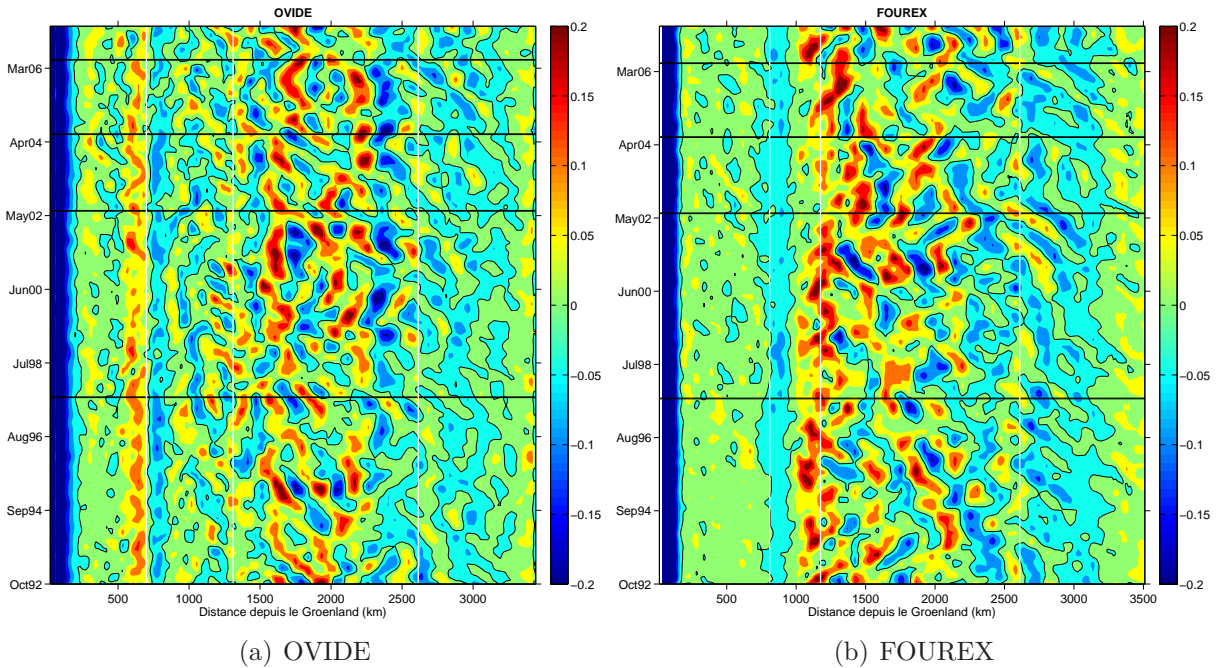 OVIDE
Mar06
Apr04
May02
Jun00
Jul98
Aug96
Sep94
Oct92
500 1000 1500 2000 2500 3000
Distance depuis le Groenland (km)
0.2
0.15
0.1
0.05
0
−0.05
−0.1
−0.15
−0.2
(a) OVIDE
FOUREX
Mar06
Apr04
May02
Jun00
Jul98
Aug96
Sep94
Oct92
500 1000 1500 2000 2500 3000 3500
Distance depuis le Groenland (km)
0.2
0.15
0.1
0.05
0
−0.05
−0.1
−0.15
−0.2
(b) FOUREX